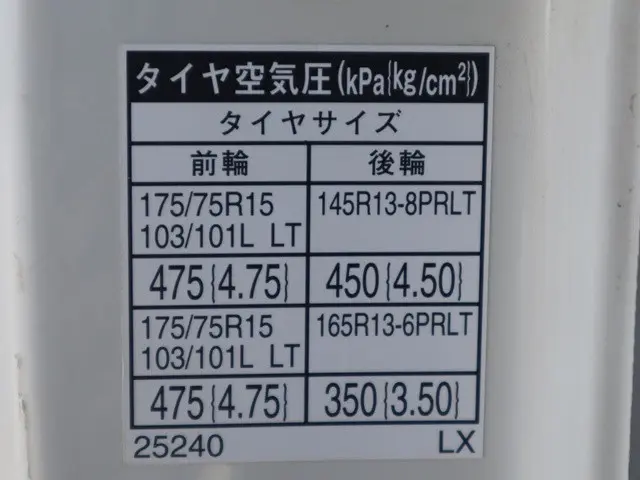 タイヤ空気圧(kPa{kg/cm²})
タイヤサイズ
前輪 後輪
175/75R15 145R13-8PRLT
103/101L LT
475{4.75} 450{4.50}
175/75R15 165R13-6PRLT
103/101L LT
475{4.75} 350{3.50}
25240 LX